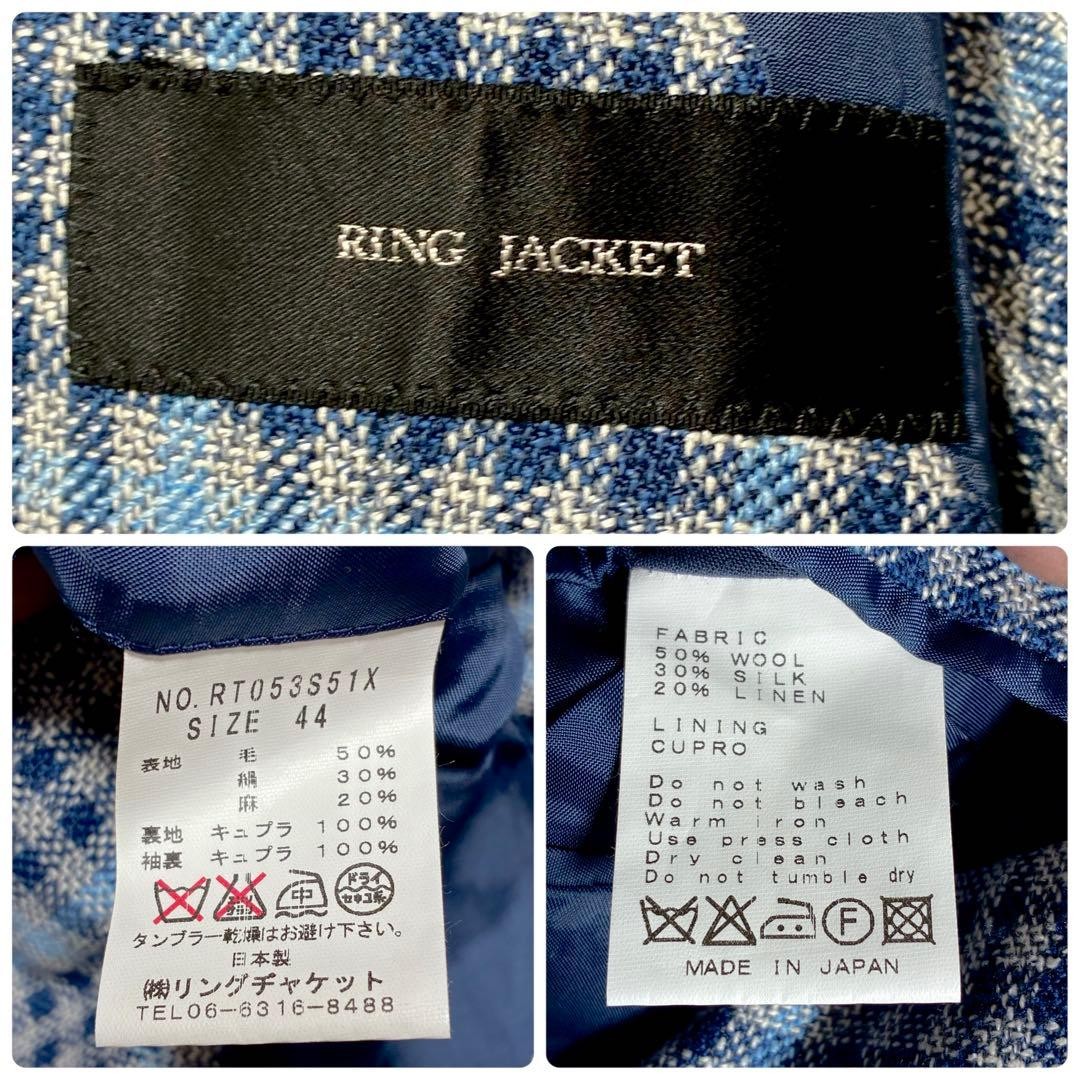 RING JACKET
NO.RT053S51X
SIZE 44
表地 毛 50%
絹 30%
麻 20%
裏地 キュプラ 100%
袖裏 キュプラ 100%
中 ドライ
セキユ系
タンブラー乾燥はお避け下さい。
日本製
㈱リングヂャケット
TEL06-6316-8488
FABRIC
50% WOOL
30% SILK
20% LINEN
LINING
CUPRO
Do not wash
Do not bleach
Warm iron
Use press cloth
Dry clean
Do not tumble dry
F
MADE IN JAPAN